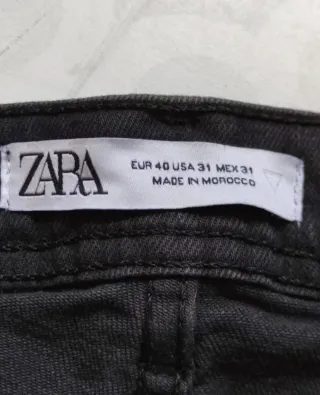 ZARA
EUR 40 USA 31 MEX 31
MADE IN MOROCCO